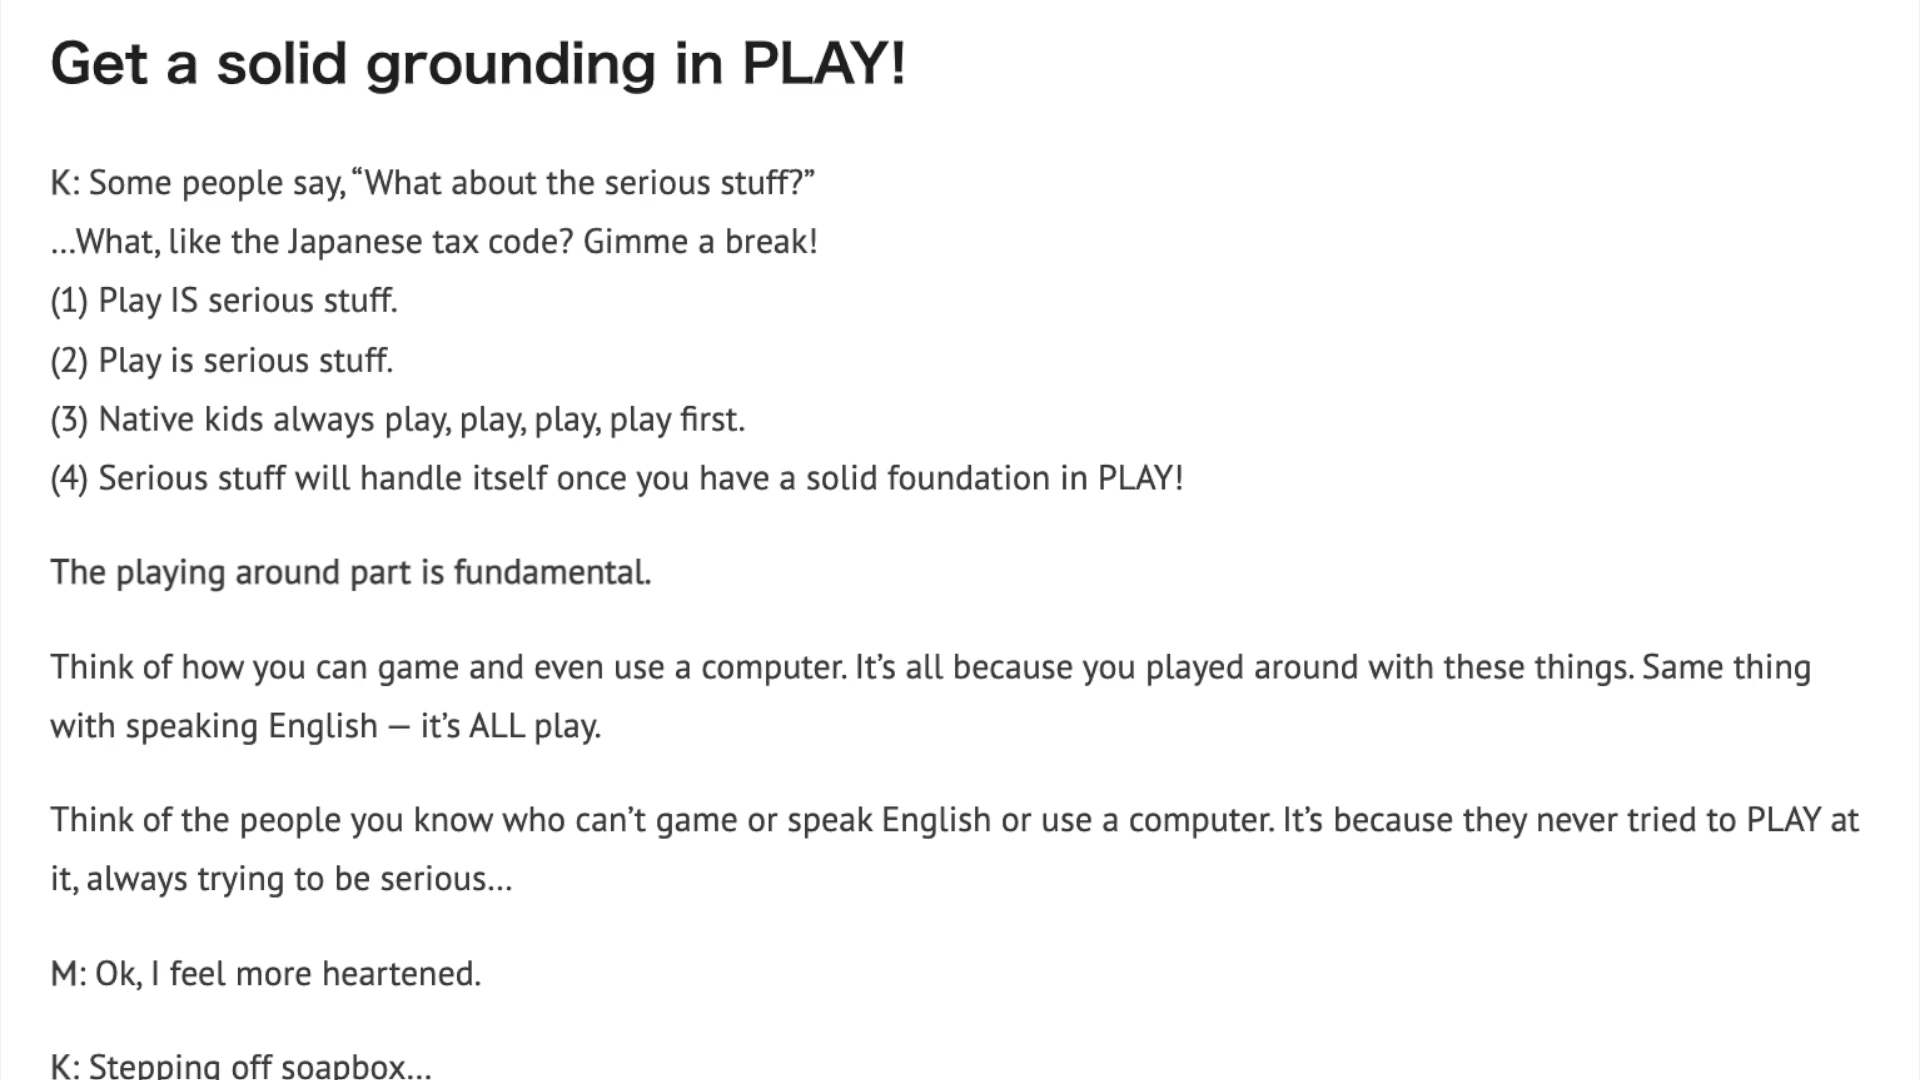 Get a solid grounding in PLAY!
K: Some people say, “What about the serious stuff?”
…What, like the Japanese tax code? Gimme a break!
(1) Play IS serious stuff.
(2) Play is serious stuff.
(3) Native kids always play, play, play, play first.
(4) Serious stuff will handle itself once you have a solid foundation in PLAY!
The playing around part is fundamental.
Think of how you can game and even use a computer. It’s all because you played around with these things. Same thing
with speaking English — it’s ALL play.
Think of the people you know who can’t game or speak English or use a computer. It’s because they never tried to PLAY at
it, always trying to be serious…
M: Ok, I feel more heartened.
K: Stepping off soapbox…